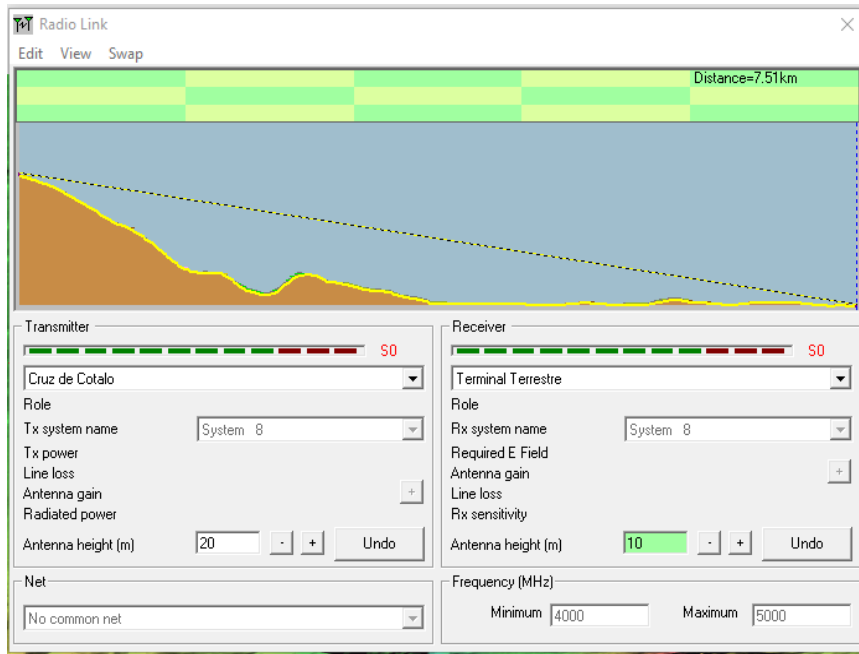 Radio Link
Edit View Swap
Distance=7.51km
Transmitter
S0
Cruz de Cotalo
Role
Tx system name System 8
Tx power
Line loss
Antenna gain +
Radiated power
Antenna height (m) 20 - + Undo
Net
No common net
Receiver
S0
Terminal Terrestre
Role
Rx system name System 8
Required E Field
Antenna gain +
Line loss
Rx sensitivity
Antenna height (m) 10 - + Undo
Frequency (MHz)
Minimum 4000 Maximum 5000